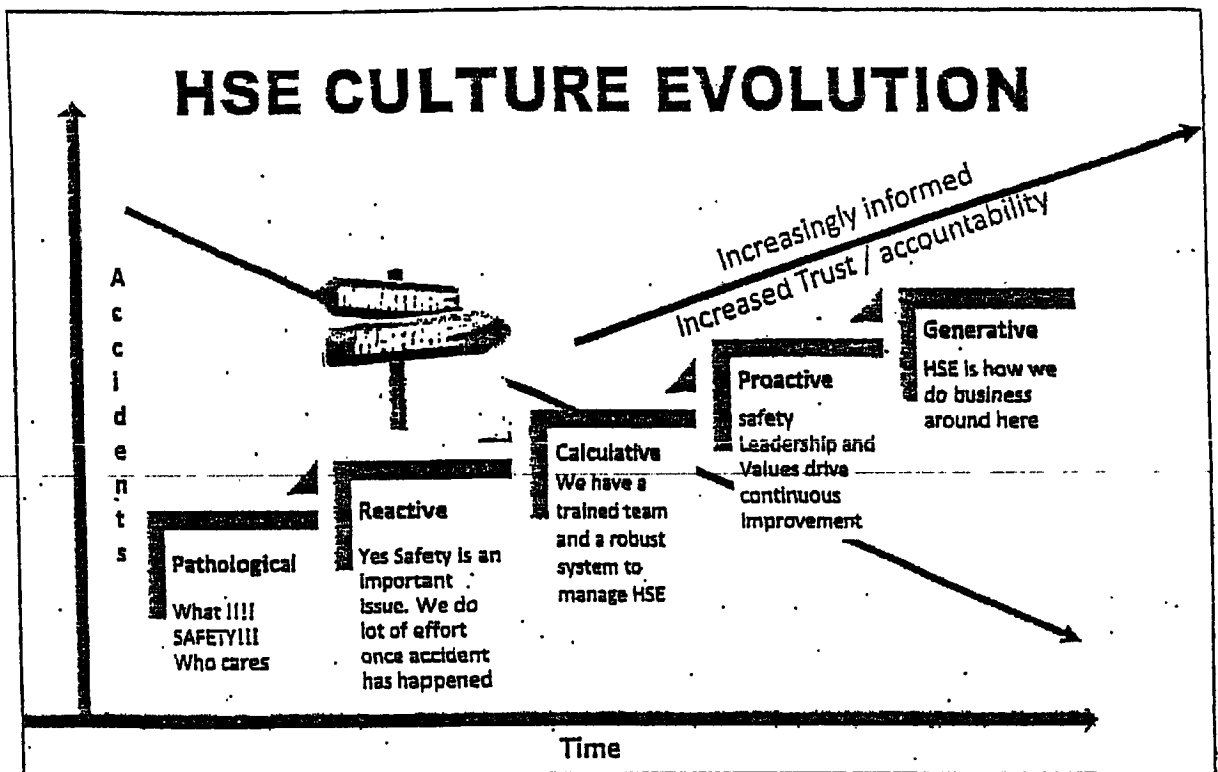 HSE CULTURE EVOLUTION
Increasingly informed
Increased Trust / accountability
Accidents
Pathological
What !!!!
SAFETY!!!
Who cares
Reactive
Yes Safety is an
important
issue. We do
lot of effort
once accident
has happened
Calculative
We have a
trained team
and a robust
system to
manage HSE
Proactive
safety
Leadership and
Values drive
continuous
improvement
Generative
HSE is how we
do business
around here
Time